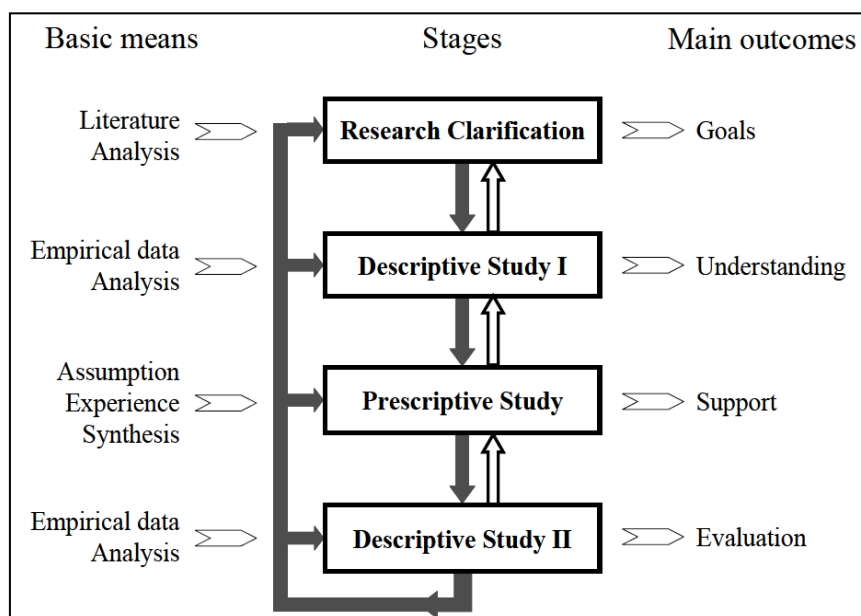 Basic means
Stages
Main outcomes
Literature
Analysis
Research Clarification
Goals
Empirical data
Analysis
Descriptive Study I
Understanding
Assumption
Experience
Synthesis
Prescriptive Study
Support
Empirical data
Analysis
Descriptive Study II
Evaluation